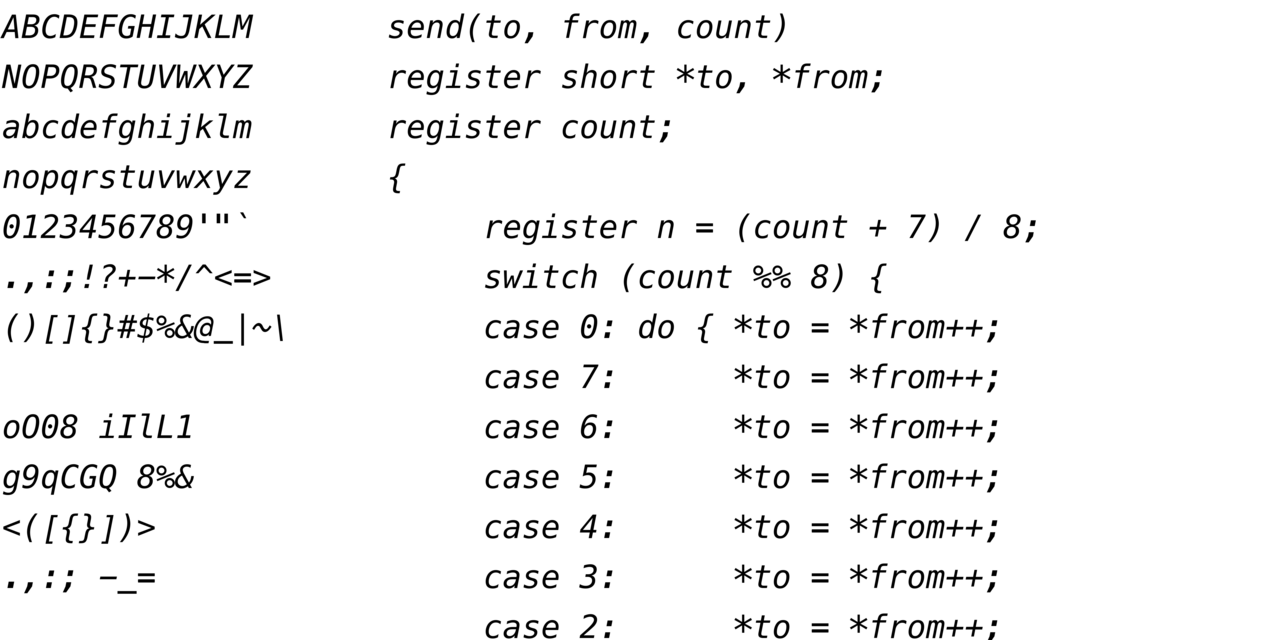 ABCDEFGHIJKLM       send(to, from, count)
NOPQRSTUVWXYZ       register short *to, *from;
abcdefghijklm       register count;
nopqrstuvwxyz       {
0123456789'"`            register n = (count + 7) / 8;
.,:;!?+-*/^<=>           switch (count %% 8) {
()[]{}#$%&@_|~\          case 0: do { *to = *from++;
                         case 7:      *to = *from++;
oO08 iIlL1               case 6:      *to = *from++;
g9qCGQ 8%&               case 5:      *to = *from++;
<([{}])>                 case 4:      *to = *from++;
.,:; -_=                 case 3:      *to = *from++;
                         case 2:      *to = *from++;